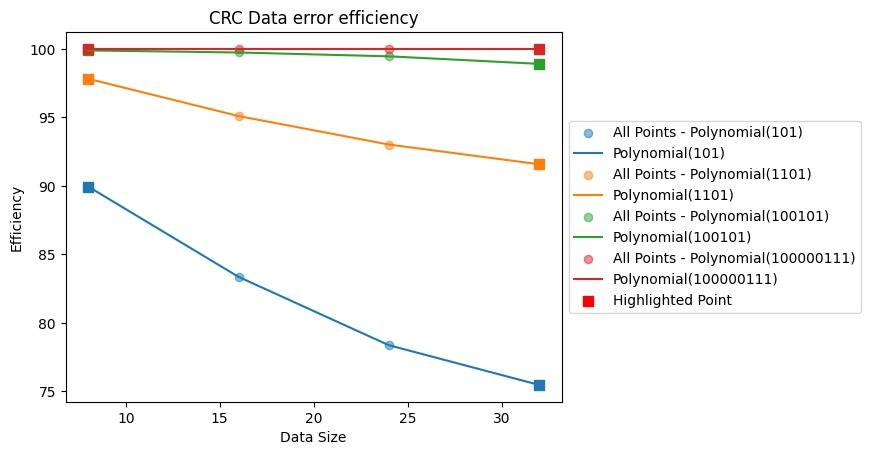 CRC Data error efficiency
Efficiency
100
95
90
85
80
75
10 15 20 25 30
Data Size
All Points - Polynomial(101)
Polynomial(101)
All Points - Polynomial(1101)
Polynomial(1101)
All Points - Polynomial(100101)
Polynomial(100101)
All Points - Polynomial(100000111)
Polynomial(100000111)
Highlighted Point